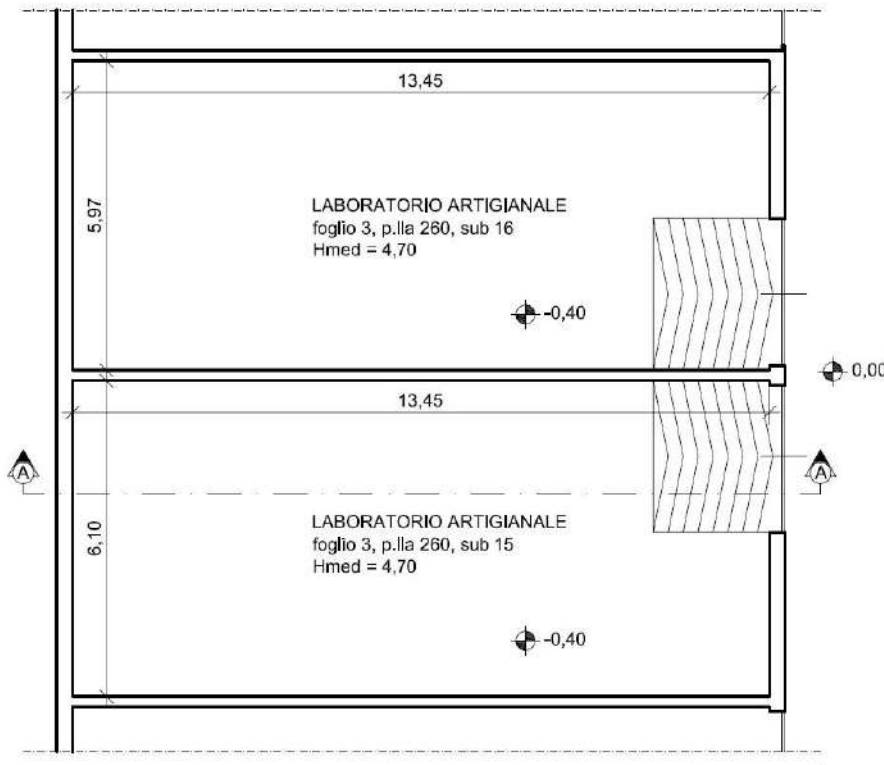 13,45
5,97
LABORATORIO ARTIGIANALE
foglio 3, p.lla 260, sub 16
Hmed = 4,70
-0,40
0,00
13,45
A
A
6,10
LABORATORIO ARTIGIANALE
foglio 3, p.lla 260, sub 15
Hmed = 4,70
-0,40